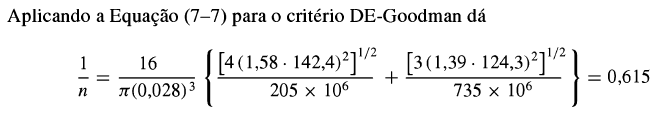 Aplicando a Equação (7–7) para o critério DE-Goodman dá
1/n = 16/π(0,028)³ { [4(1,58 · 142,4)²]^1/2 / 205 × 10⁶ + [3(1,39 · 124,3)²]^1/2 / 735 × 10⁶ } = 0,615